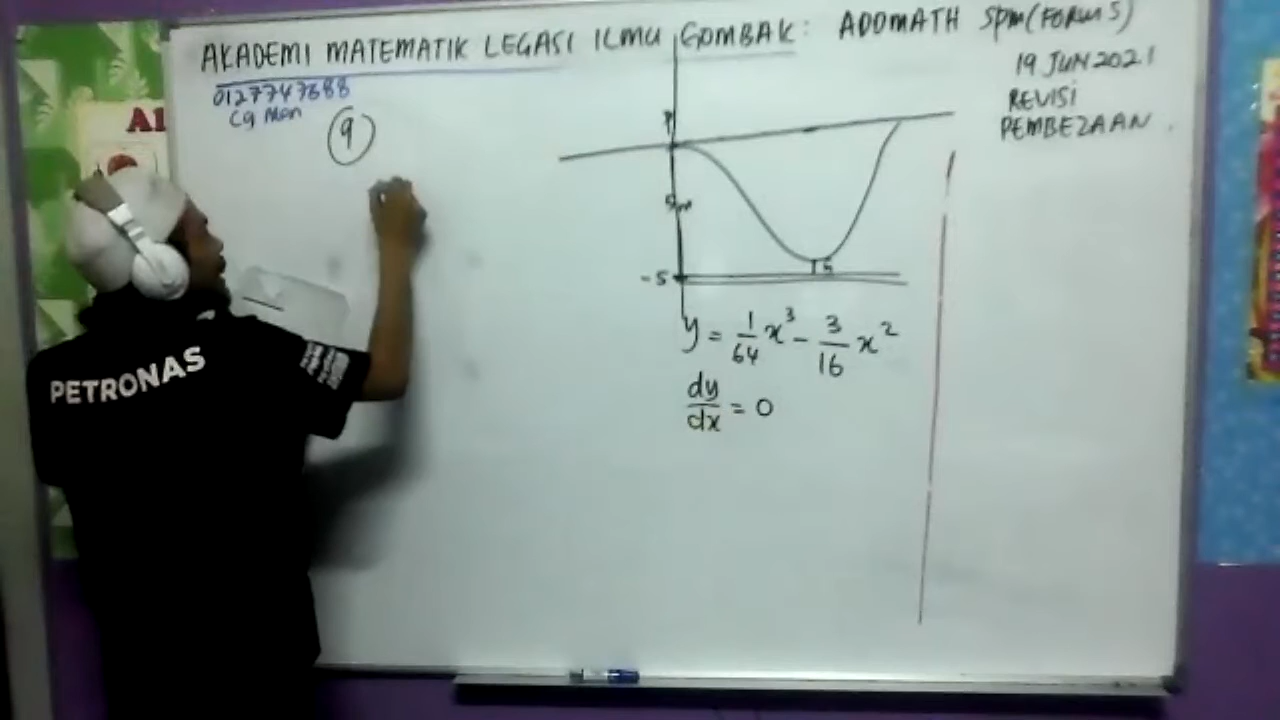 AKADEMI MATEMATIK LEGASI ILMU GOMBAK: ADDMATH SPM (FORM 5)
0127747688
Cg Man
19 JUN 2021
REVISI
PEMBEZAAN.
9
A1
P
-5
y = 1/64 x³ - 3/16 x²
dy/dx = 0
PETRONAS